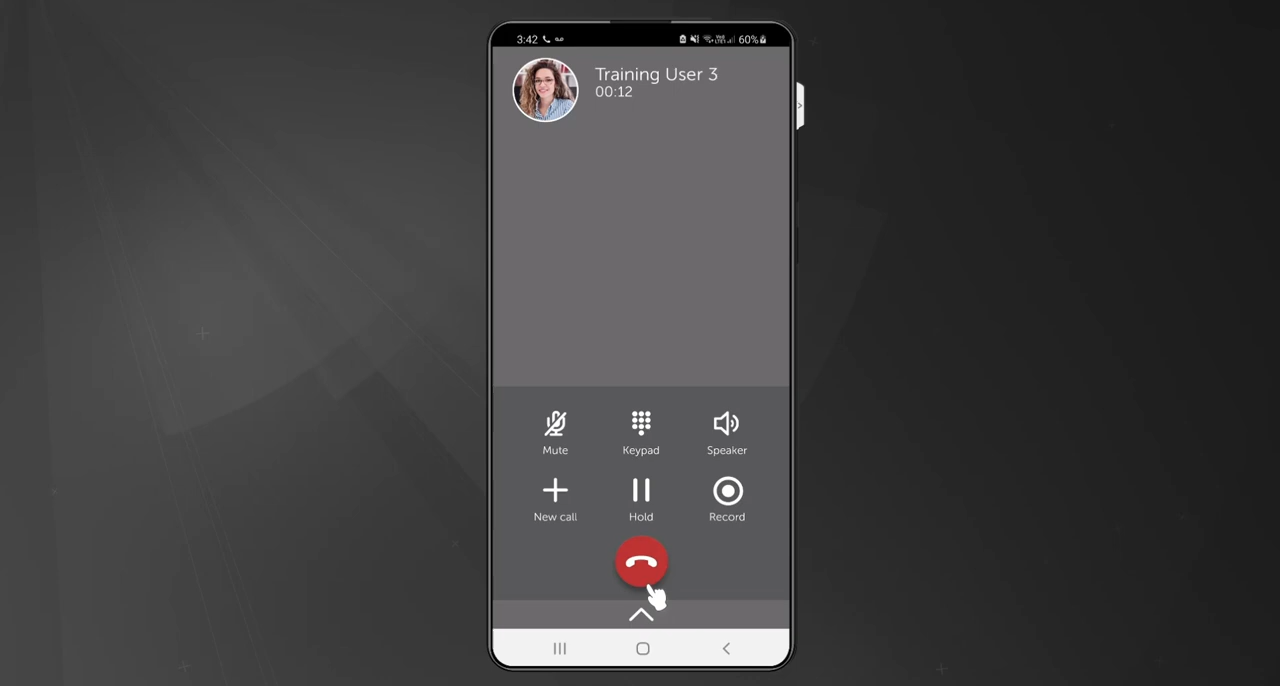 3:42
60%
Training User 3
00:12
Mute
Keypad
Speaker
New call
Hold
Record